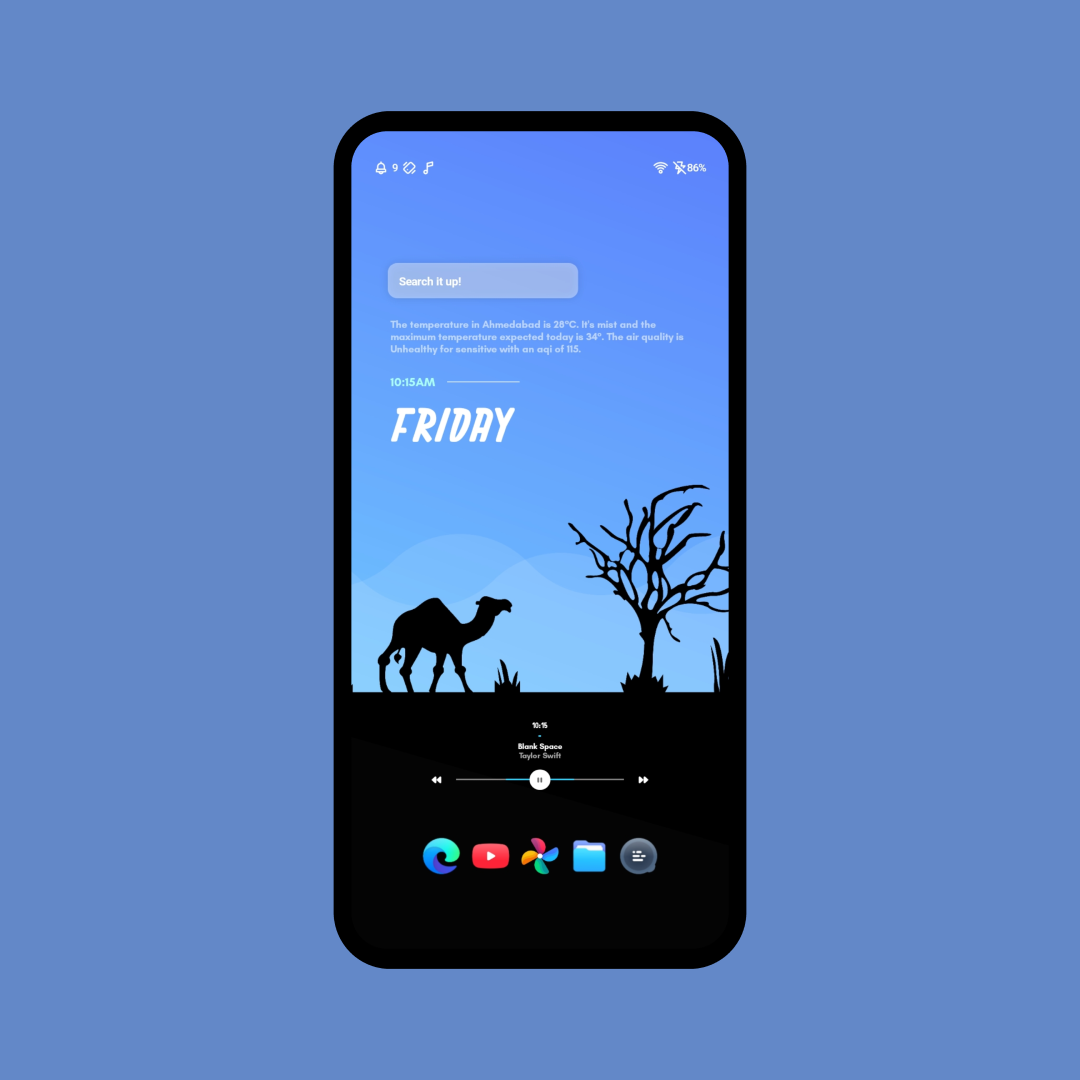 9
86%
Search it up!
The temperature in Ahmedabad is 28°C. It's mist and the
maximum temperature expected today is 34°. The air quality is
Unhealthy for sensitive with an aqi of 115.
10:15AM
FRIDAY
10:15
Blank Space
Taylor Swift